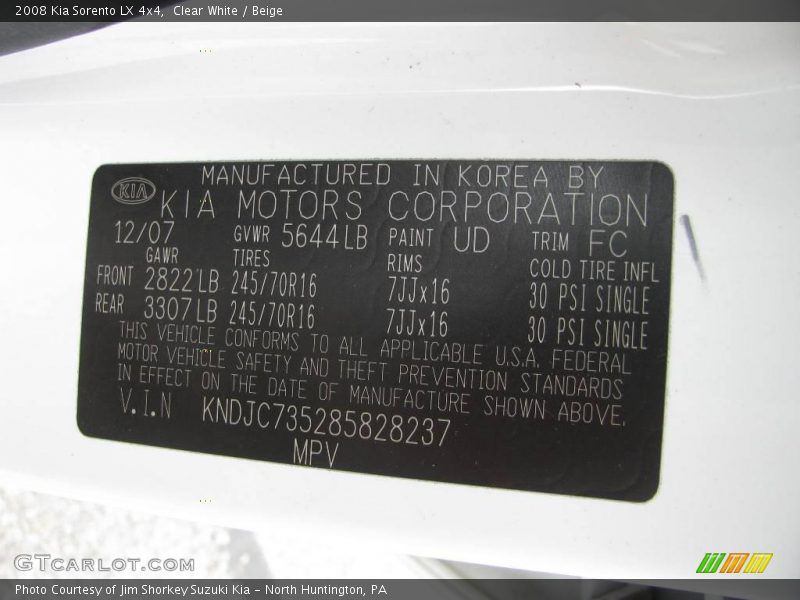 2008 Kia Sorento LX 4x4,  Clear White / Beige
KIA
MANUFACTURED IN KOREA BY
KIA MOTORS CORPORATION
12/07 GVWR 5644LB PAINT UD TRIM FC
GAWR TIRES RIMS COLD TIRE INFL
FRONT 2822LB 245/70R16 7JJx16 30 PSI SINGLE
REAR 3307LB 245/70R16 7JJx16 30 PSI SINGLE
THIS VEHICLE CONFORMS TO ALL APPLICABLE U.S.A. FEDERAL
MOTOR VEHICLE SAFETY AND THEFT PREVENTION STANDARDS
IN EFFECT ON THE DATE OF MANUFACTURE SHOWN ABOVE.
V.I.N KNDJC735285828237
MPV
GTCARLOT.COM
Photo Courtesy of Jim Shorkey Suzuki Kia - North Huntington, PA